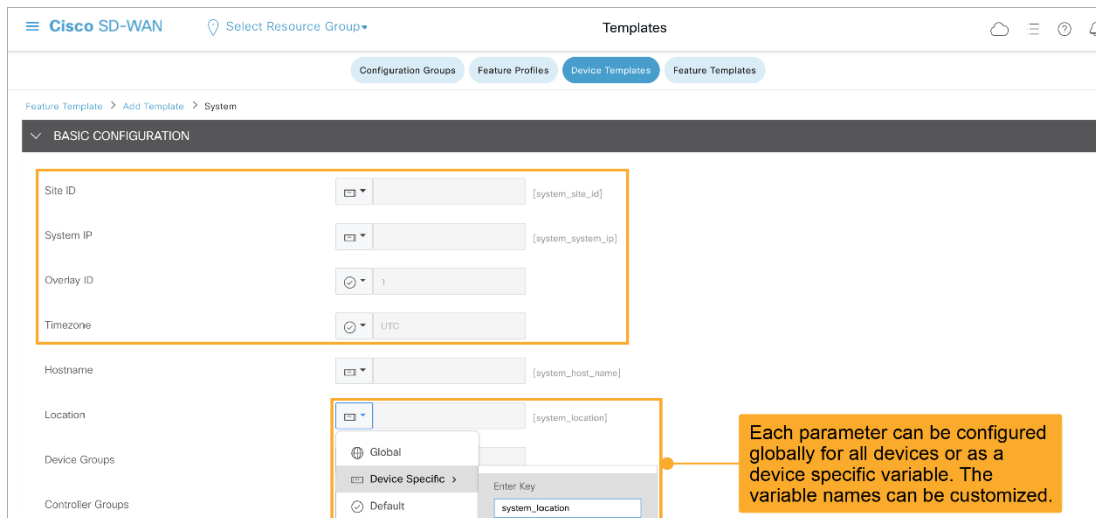 Cisco SD-WAN
Select Resource Group
Templates
Configuration Groups
Feature Profiles
Device Templates
Feature Templates
Feature Template > Add Template > System
BASIC CONFIGURATION
Site ID
[system_site_id]
System IP
[system_system_ip]
Overlay ID
1
Timezone
UTC
Hostname
[system_host_name]
Location
[system_location]
Device Groups
Global
Device Specific >
Enter Key
system_location
Controller Groups
Default
Each parameter can be configured
globally for all devices or as a
device specific variable. The
variable names can be customized.